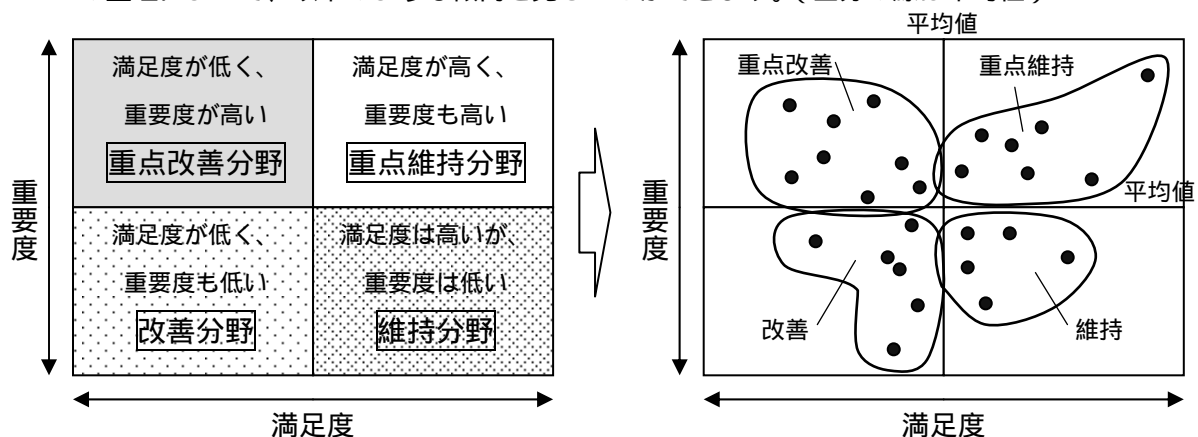 平均値
満足度が低く、
重要度が高い
重点改善分野
満足度が高く、
重要度も高い
重点維持分野
満足度が低く、
重要度も低い
改善分野
満足度は高いが、
重要度は低い
維持分野
重要度
満足度
重点改善
重点維持
平均値
改善
維持
重要度
満足度